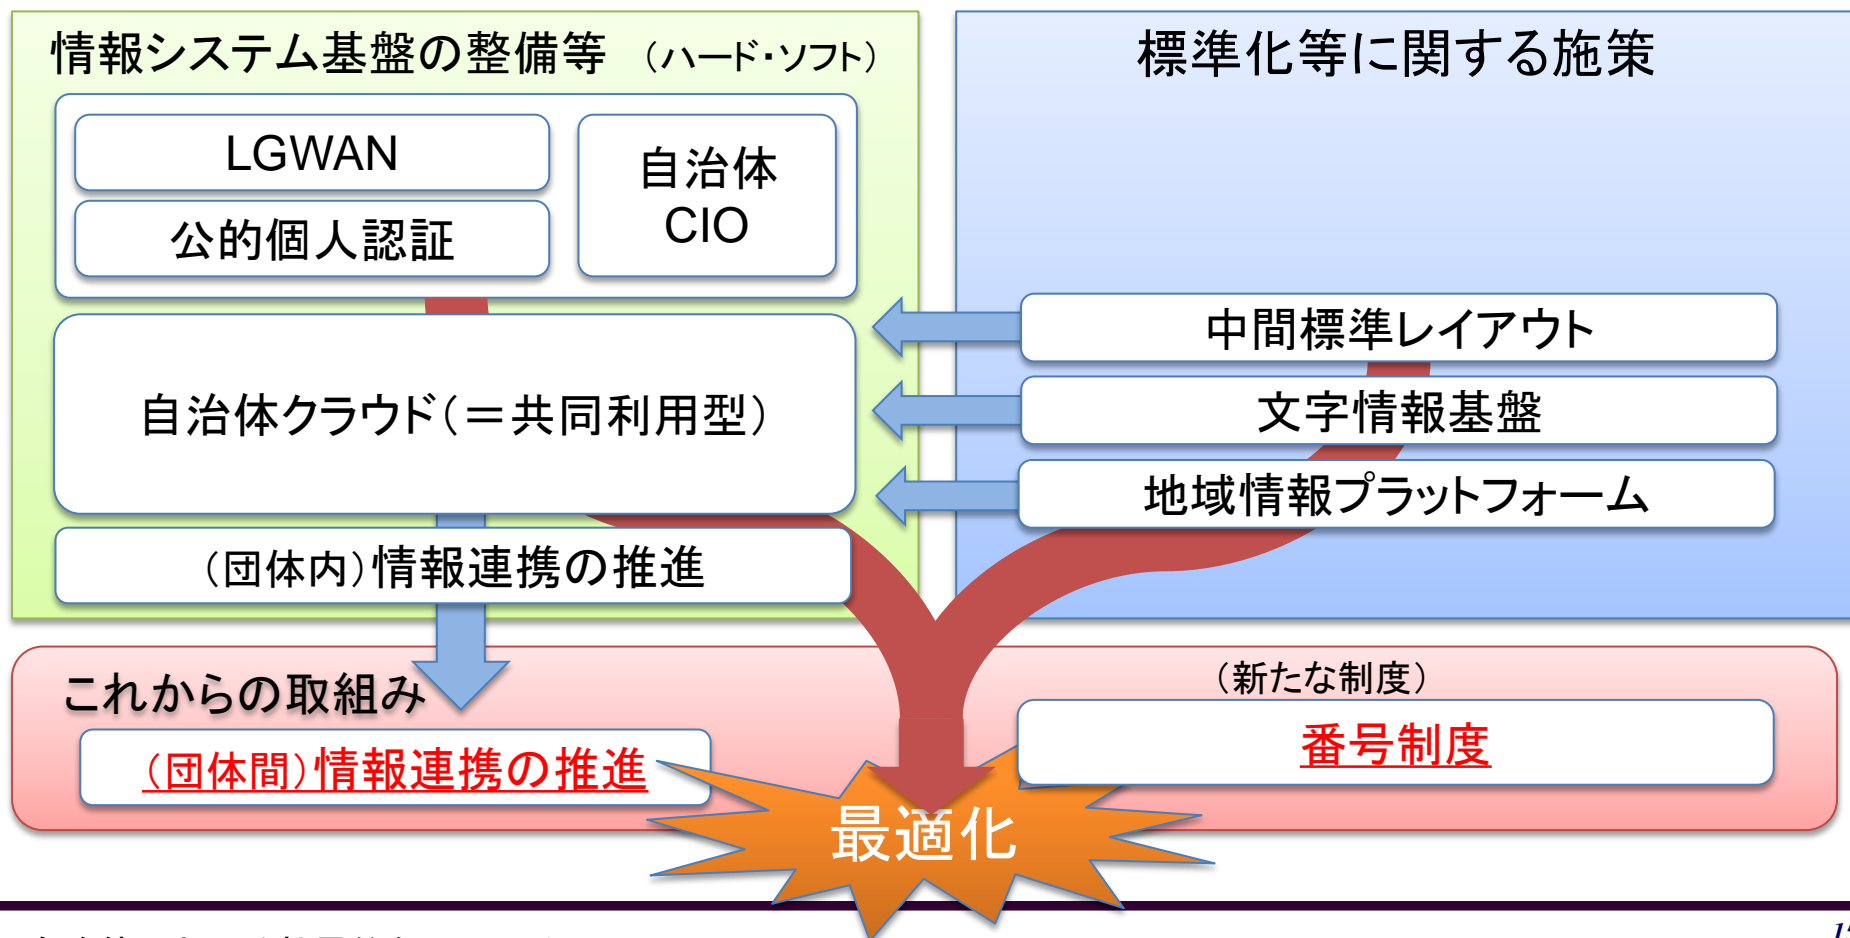 情報システム基盤の整備等 （ハード・ソフト）
LGWAN
公的個人認証
自治体
CIO
自治体クラウド（＝共同利用型）
（団体内）情報連携の推進
標準化等に関する施策
中間標準レイアウト
文字情報基盤
地域情報プラットフォーム
これからの取組み
（団体間）情報連携の推進
（新たな制度）
番号制度
最適化